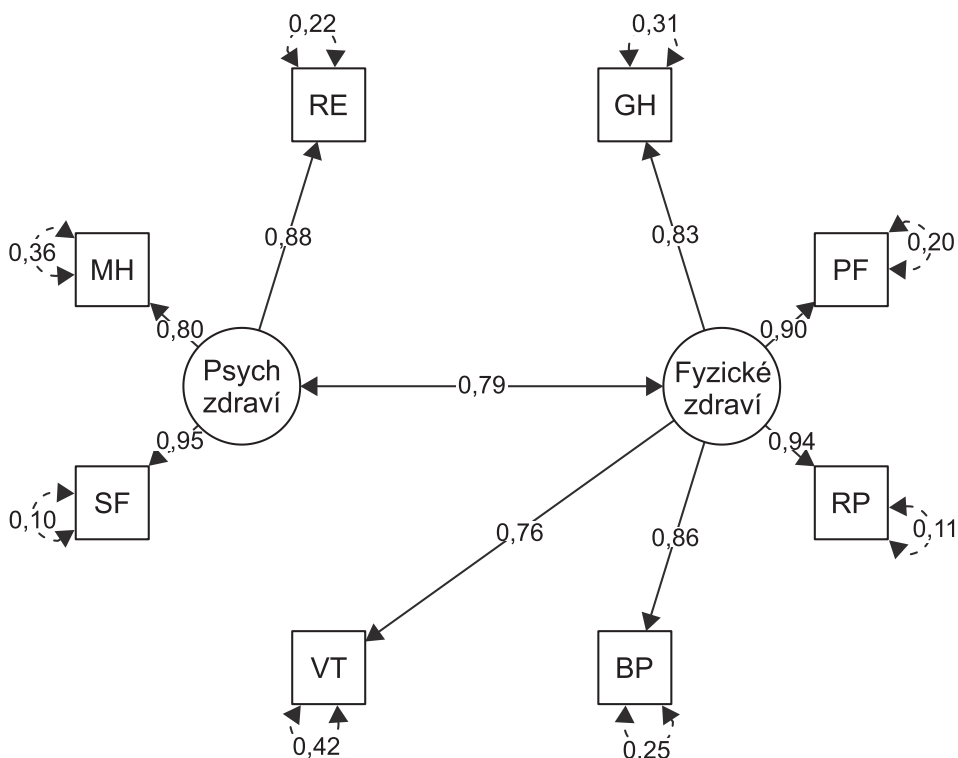 0,22
0,31
RE
GH
0,88
0,83
0,36
MH
PF
0,20
0,80
0,90
Psych
zdraví
0,79
Fyzické
zdraví
0,95
0,94
SF
0,10
RP
0,11
0,76
0,86
VT
BP
0,42
0,25